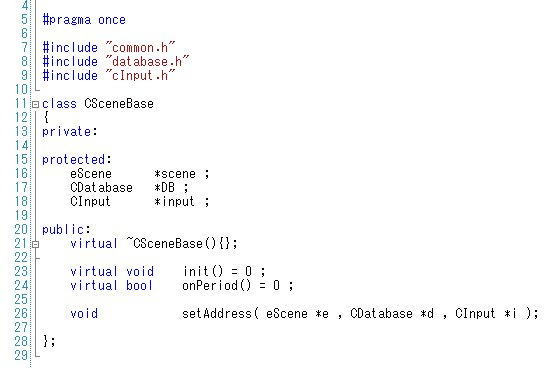 4
5 #pragma once
6
7 #include "common.h"
8 #include "database.h"
9 #include "cInput.h"
10
11 class CSceneBase
12 {
13 private:
14
15 protected:
16     eScene      *scene ;
17     CDatabase   *DB ;
18     CInput      *input ;
19
20 public:
21     virtual ~CSceneBase(){};
22
23     virtual void    init() = 0 ;
24     virtual bool    onPeriod() = 0 ;
25
26     void            setAddress( eScene *e , CDatabase *d , CInput *i );
27
28 };
29